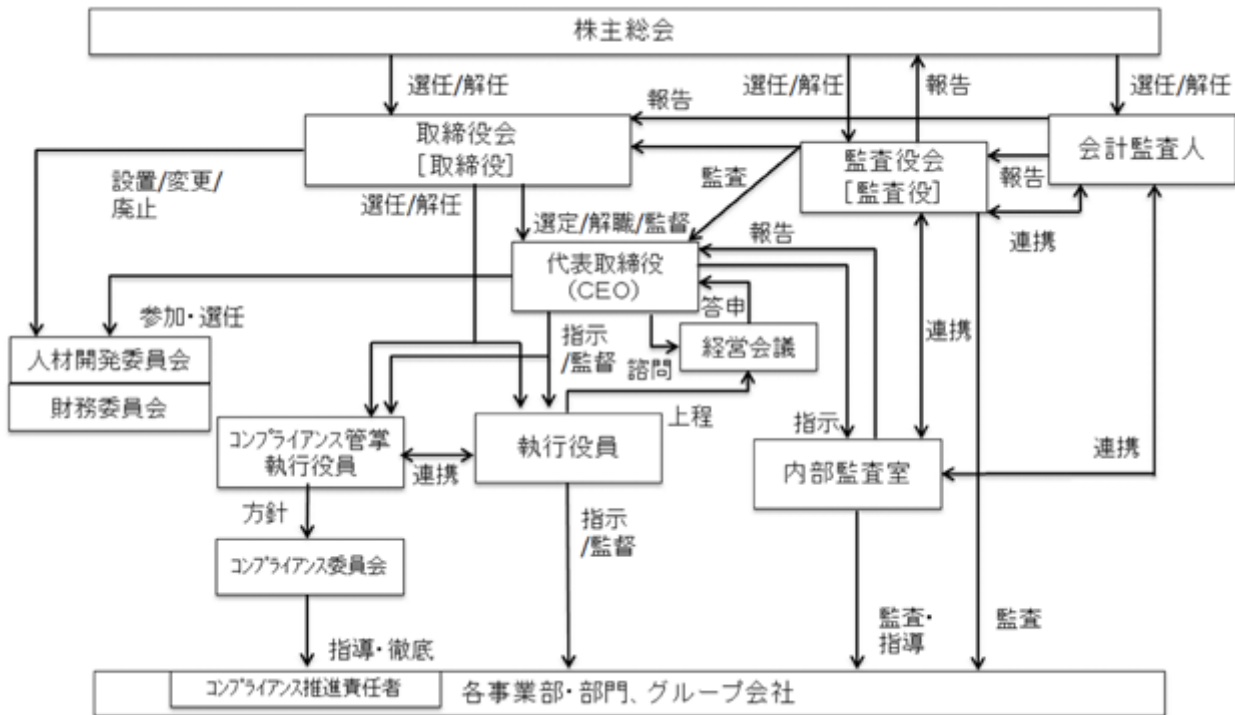 株主総会
選任/解任
選任/解任
報告
選任/解任
報告
取締役会
[取締役]
監査役会
[監査役]
会計監査人
報告
設置/変更/
廃止
選任/解任
監査
連携
選定/解職/監督
報告
代表取締役
(CEO)
答申
参加・選任
指示
/監督
諮問
経営会議
連携
人材開発委員会
財務委員会
上程
指示
連携
コンプライアンス管掌
執行役員
連携
執行役員
内部監査室
方針
指示
/監督
コンプライアンス委員会
監査・
指導
監査
指導・徹底
コンプライアンス推進責任者
各事業部・部門、グループ会社